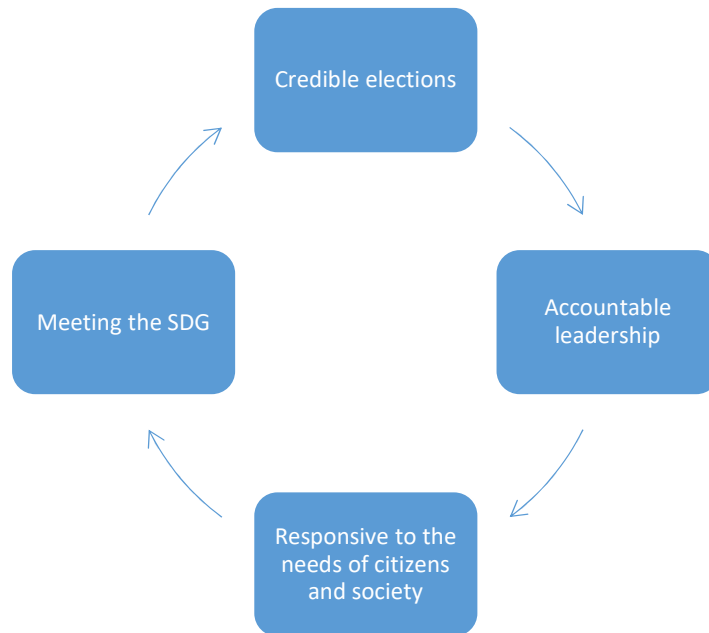 Credible elections
Accountable
leadership
Responsive to the
needs of citizens
and society
Meeting the SDG